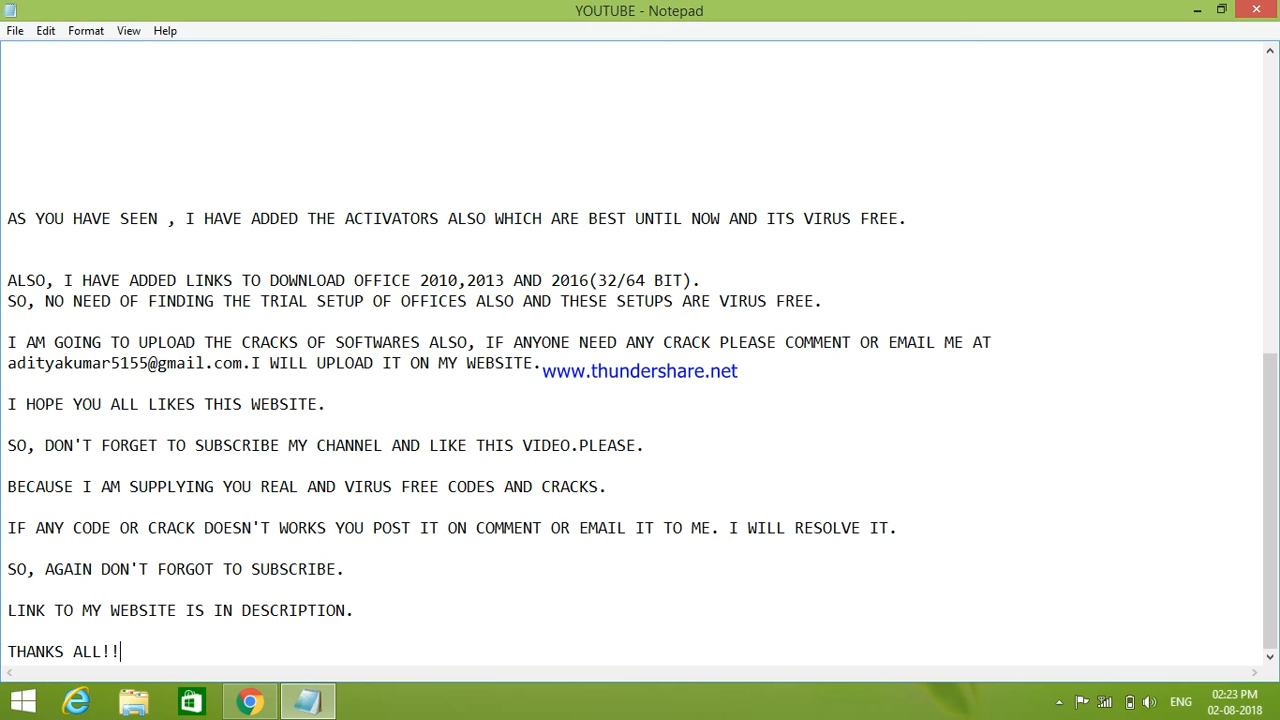 YOUTUBE - Notepad
File Edit Format View Help
AS YOU HAVE SEEN , I HAVE ADDED THE ACTIVATORS ALSO WHICH ARE BEST UNTIL NOW AND ITS VIRUS FREE.
ALSO, I HAVE ADDED LINKS TO DOWNLOAD OFFICE 2010,2013 AND 2016(32/64 BIT).
SO, NO NEED OF FINDING THE TRIAL SETUP OF OFFICES ALSO AND THESE SETUPS ARE VIRUS FREE.
I AM GOING TO UPLOAD THE CRACKS OF SOFTWARES ALSO, IF ANYONE NEED ANY CRACK PLEASE COMMENT OR EMAIL ME AT
adityakumar5155@gmail.com.I WILL UPLOAD IT ON MY WEBSITE.
www.thundershare.net
I HOPE YOU ALL LIKES THIS WEBSITE.
SO, DON'T FORGET TO SUBSCRIBE MY CHANNEL AND LIKE THIS VIDEO.PLEASE.
BECAUSE I AM SUPPLYING YOU REAL AND VIRUS FREE CODES AND CRACKS.
IF ANY CODE OR CRACK DOESN'T WORKS YOU POST IT ON COMMENT OR EMAIL IT TO ME. I WILL RESOLVE IT.
SO, AGAIN DON'T FORGOT TO SUBSCRIBE.
LINK TO MY WEBSITE IS IN DESCRIPTION.
THANKS ALL!!
ENG
02:23 PM
02-08-2018